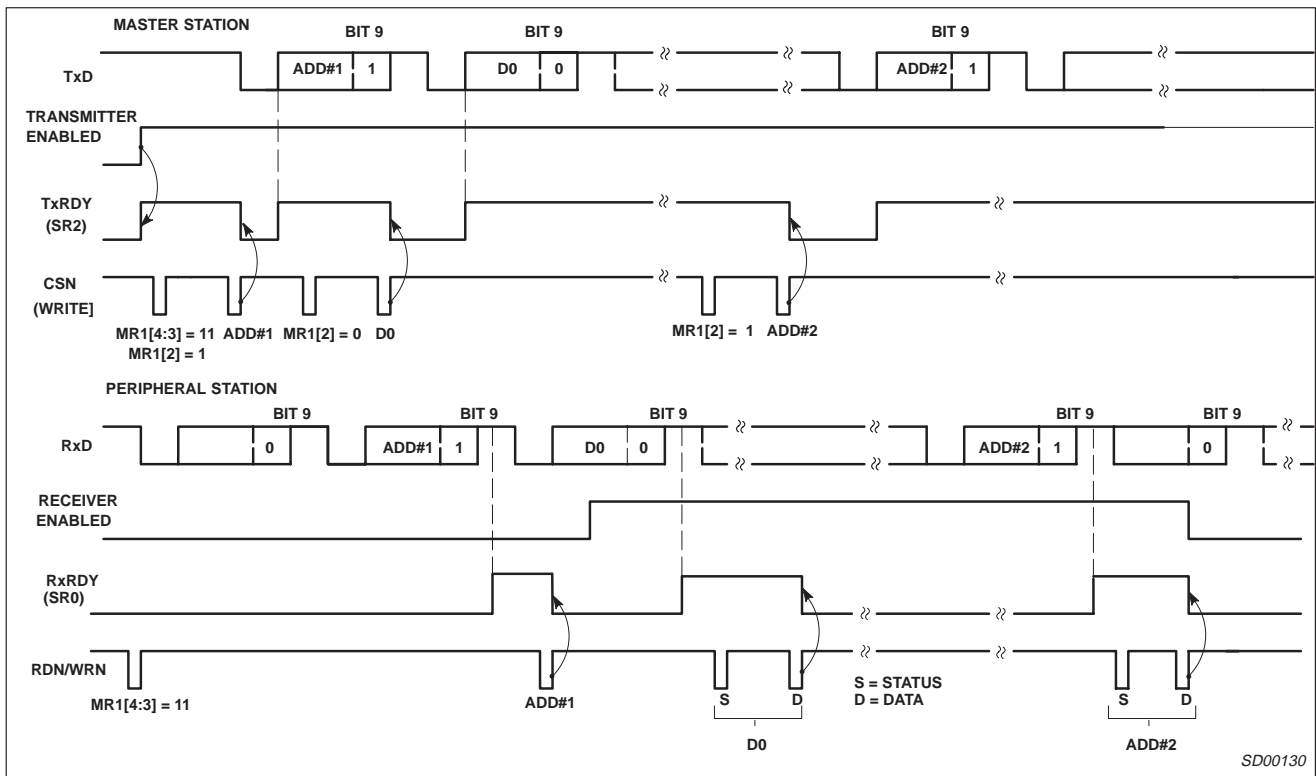 MASTER STATION
BIT 9 BIT 9 BIT 9
TxD ADD#1 1 D0 0 ADD#2 1
TRANSMITTER
ENABLED
TxRDY
(SR2)
CSN
(WRITE]
MR1[4:3] = 11 ADD#1 MR1[2] = 0 D0 MR1[2] = 1 ADD#2
MR1[2] = 1
PERIPHERAL STATION
BIT 9 BIT 9 BIT 9 BIT 9 BIT 9
RxD 0 ADD#1 1 D0 0 ADD#2 1 0
RECEIVER
ENABLED
RxRDY
(SR0)
RDN/WRN
MR1[4:3] = 11 ADD#1 S D S = STATUS S D
D = DATA
D0 ADD#2
SD00130